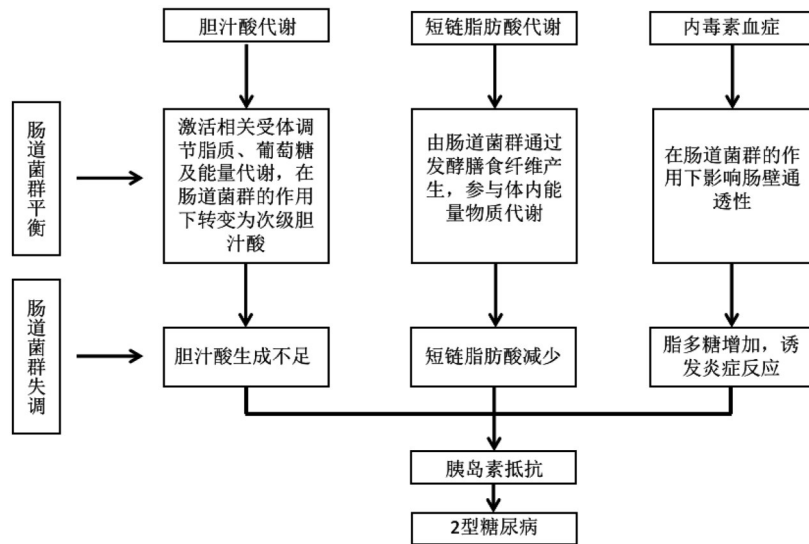 胆汁酸代谢
短链脂肪酸代谢
内毒素血症
肠道菌群平衡
激活相关受体调
节脂质、葡萄糖
及能量代谢，在
肠道菌群的作用
下转变为次级胆
汁酸
由肠道菌群通过
发酵膳食纤维产
生，参与体内能
量物质代谢
在肠道菌群的作
用下影响肠壁通
透性
肠道菌群失调
胆汁酸生成不足
短链脂肪酸减少
脂多糖增加，诱
发炎症反应
胰岛素抵抗
2型糖尿病